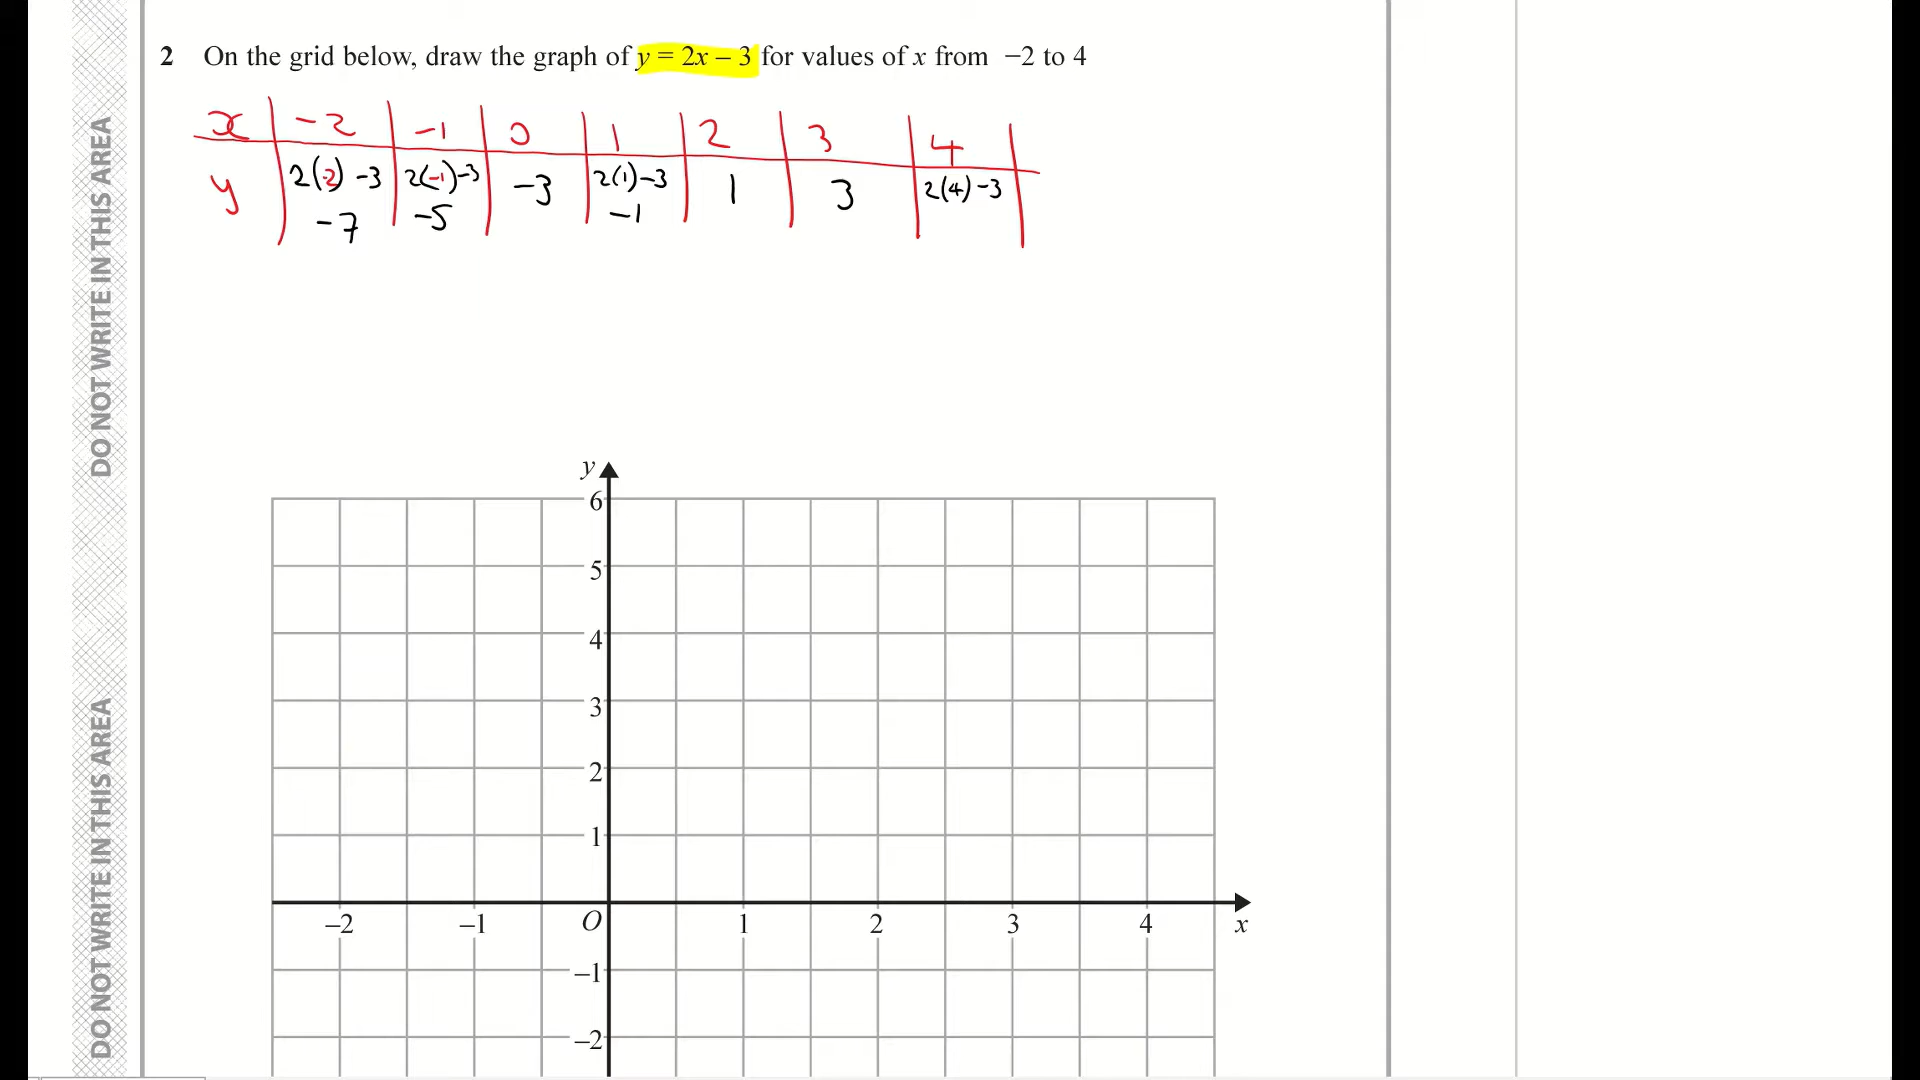 2 On the grid below, draw the graph of y = 2x – 3 for values of x from −2 to 4
x -2 -1 0 1 2 3 4
y 2(-2) -3 2(-1)-3 -3 2(1)-3 1 3 2(4)-3
-7 -5 -1
y
6
5
4
3
2
1
−2 −1 O 1 2 3 4 x
−1
−2
DO NOT WRITE IN THIS AREA
DO NOT WRITE IN THIS AREA